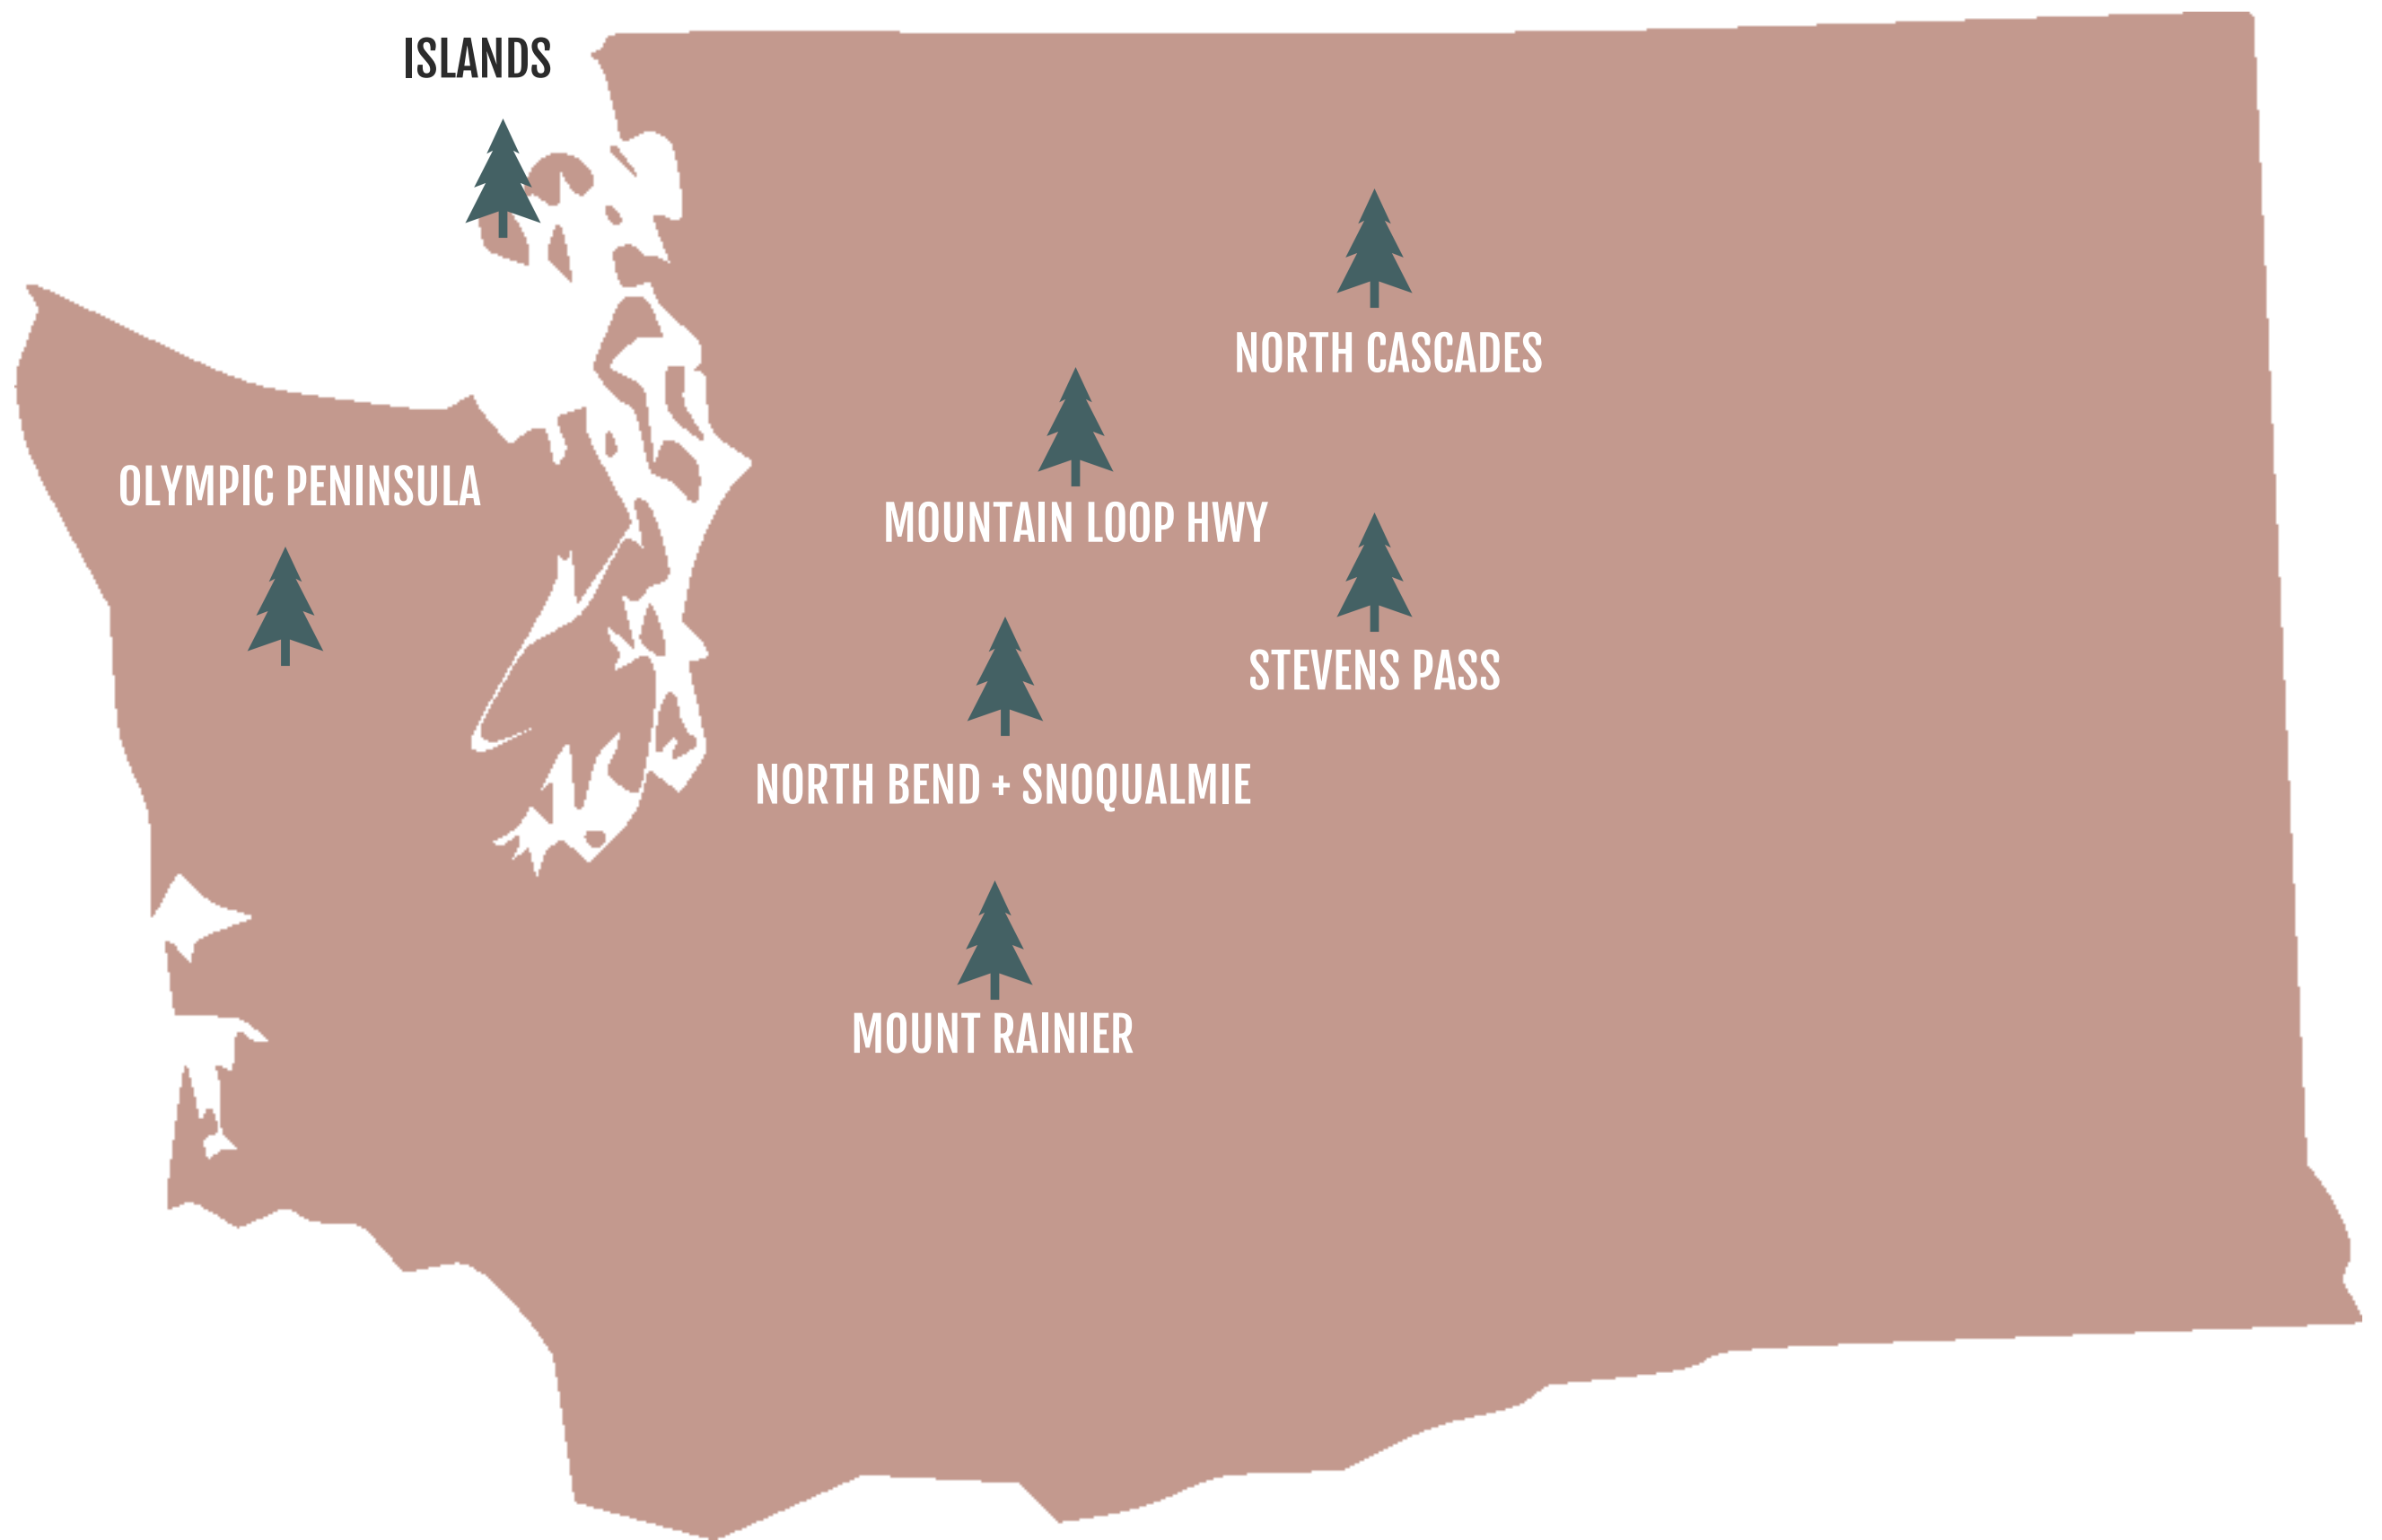 ISLANDS
NORTH CASCADES
OLYMPIC PENINSULA
MOUNTAIN LOOP HWY
STEVENS PASS
NORTH BEND + SNOQUALMIE
MOUNT RAINIER